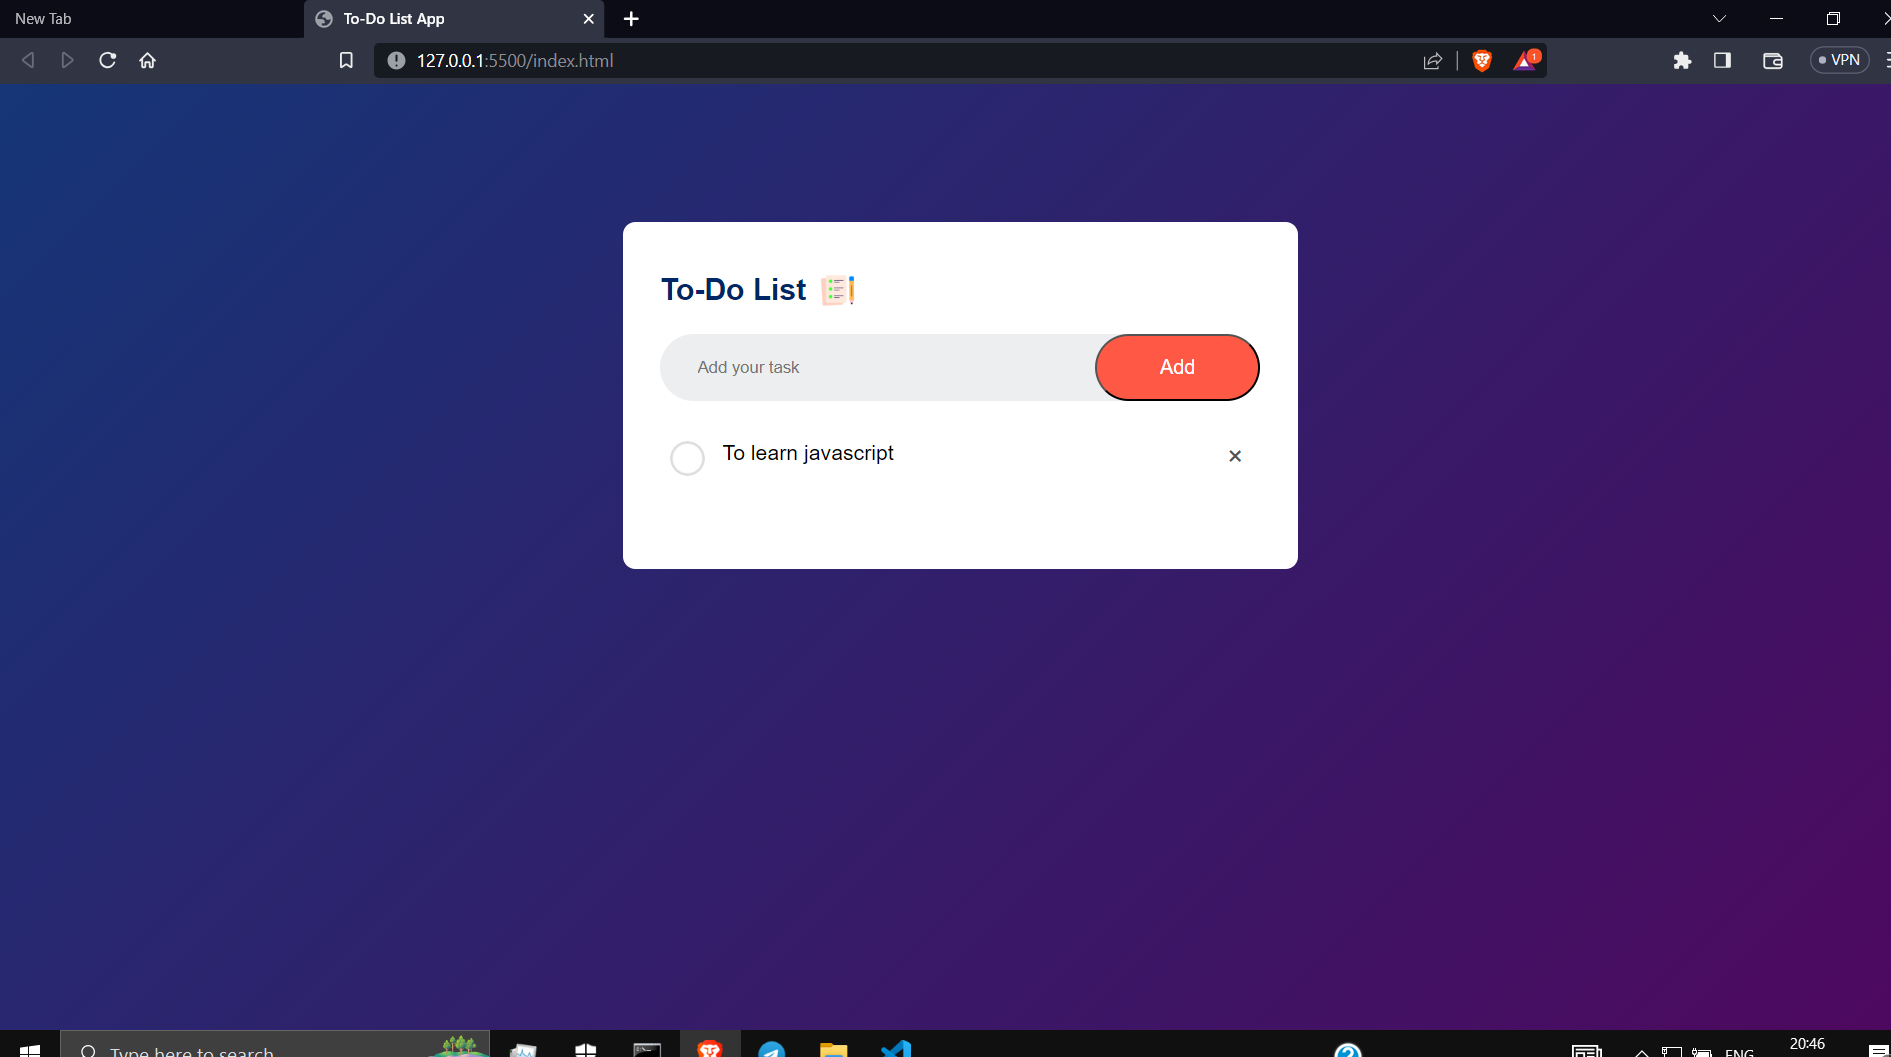 New Tab
To-Do List App
127.0.0.1:5500/index.html
1
VPN
To-Do List
Add your task
Add
To learn javascript
Type here to search
ENG
20:46